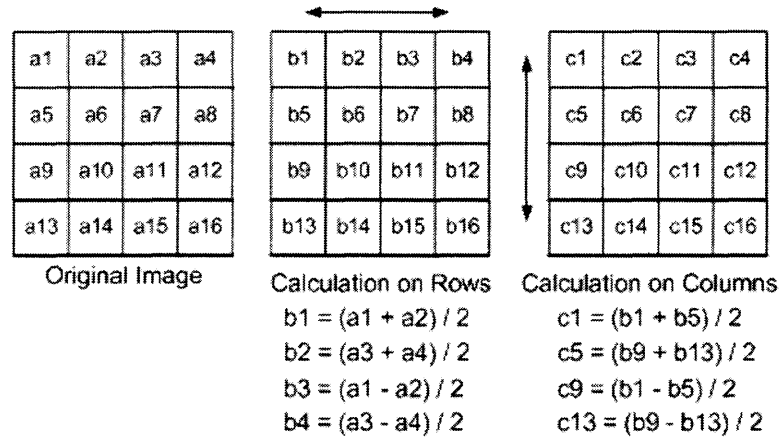 a1 a2 a3 a4 b1 b2 b3 b4 c1 c2 c3 c4
a5 a6 a7 a8 b5 b6 b7 b8 c5 c6 c7 c8
a9 a10 a11 a12 b9 b10 b11 b12 c9 c10 c11 c12
a13 a14 a15 a16 b13 b14 b15 b16 c13 c14 c15 c16
Original Image
Calculation on Rows
b1 = (a1 + a2) / 2
b2 = (a3 + a4) / 2
b3 = (a1 - a2) / 2
b4 = (a3 - a4) / 2
Calculation on Columns
c1 = (b1 + b5) / 2
c5 = (b9 + b13) / 2
c9 = (b1 - b5) / 2
c13 = (b9 - b13) / 2